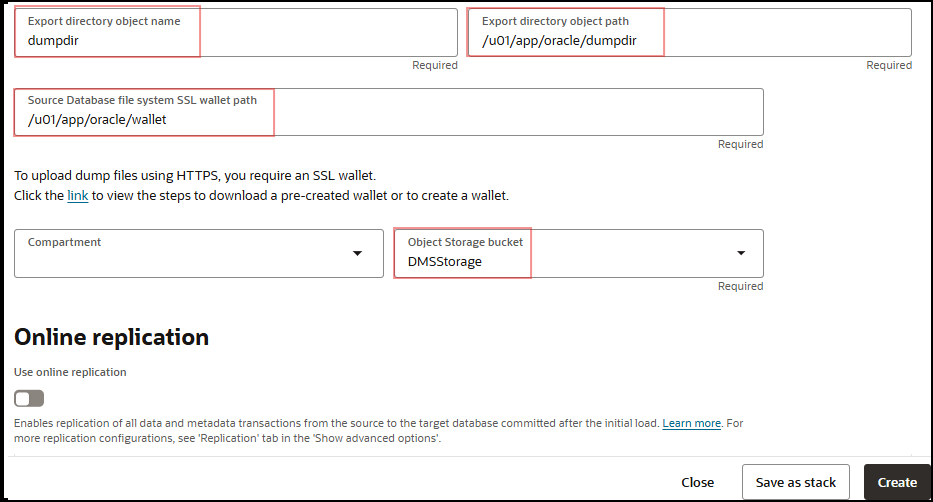 Export directory object name
dumpdir
Required
Export directory object path
/u01/app/oracle/dumpdir
Required
Source Database file system SSL wallet path
/u01/app/oracle/wallet
Required
To upload dump files using HTTPS, you require an SSL wallet.
Click the link to view the steps to download a pre-created wallet or to create a wallet.
Compartment
Object Storage bucket
DMSStorage
Required
Online replication
Use online replication
Enables replication of all data and metadata transactions from the source to the target database committed after the initial load. Learn more. For
more replication configurations, see 'Replication' tab in the 'Show advanced options'.
Close
Save as stack
Create